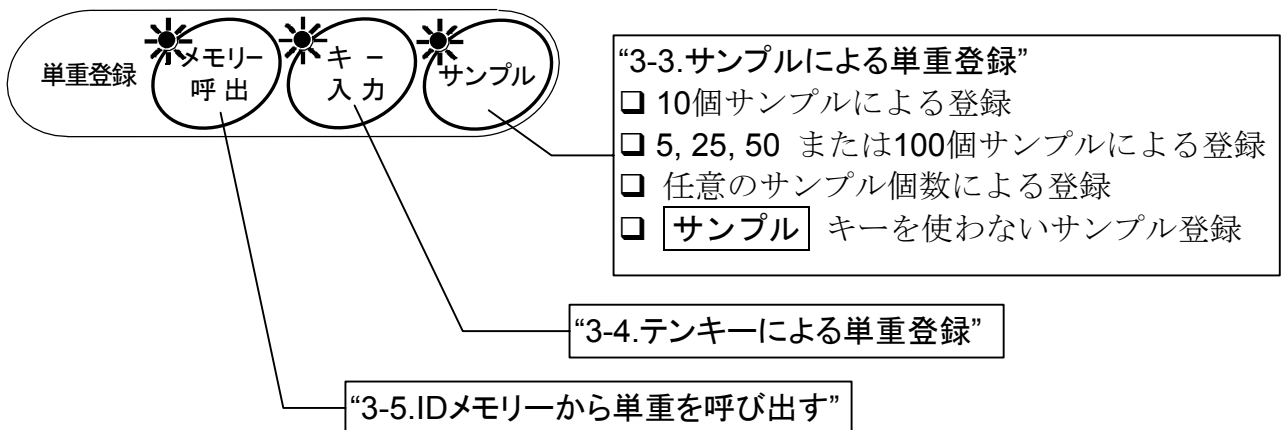 単重登録
メモリー
呼 出
キ ー
入 力
サンプル
“3-3.サンプルによる単重登録”
❑ 10個サンプルによる登録
❑ 5, 25, 50 または100個サンプルによる登録
❑ 任意のサンプル個数による登録
❑ サンプル キーを使わないサンプル登録
“3-4.テンキーによる単重登録”
“3-5.IDメモリーから単重を呼び出す”